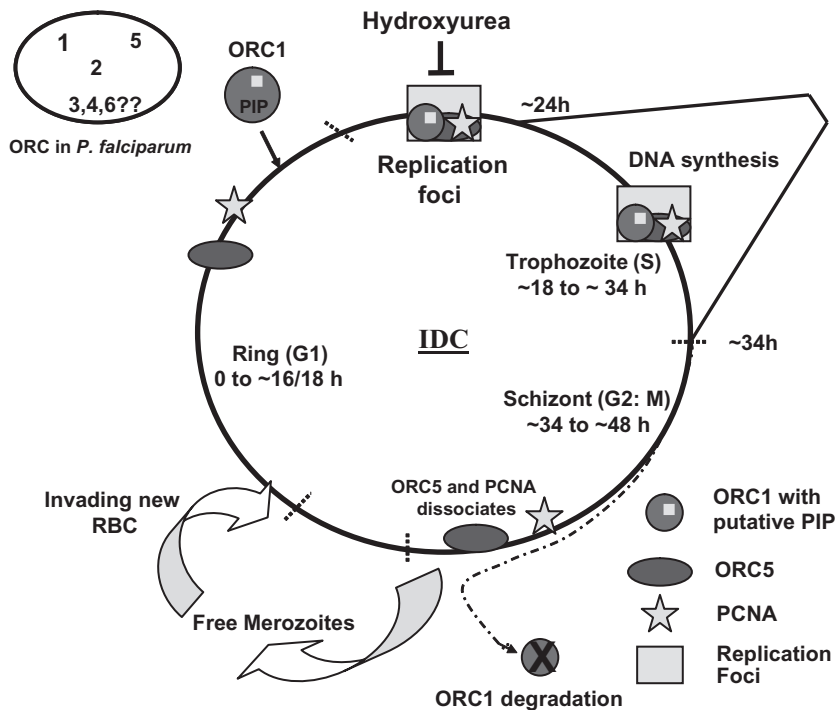 Hydroxyurea
1
5
2
3,4,6??
ORC in P. falciparum
ORC1
PIP
~24h
Replication
foci
DNA synthesis
Trophozoite (S)
~18 to ~ 34 h
IDC
~34h
Ring (G1)
0 to ~16/18 h
Schizont (G2: M)
~34 to ~48 h
ORC5 and PCNA
dissociates
Invading new
RBC
Free Merozoites
X
ORC1 degradation
ORC1 with
putative PIP
ORC5
PCNA
Replication
Foci